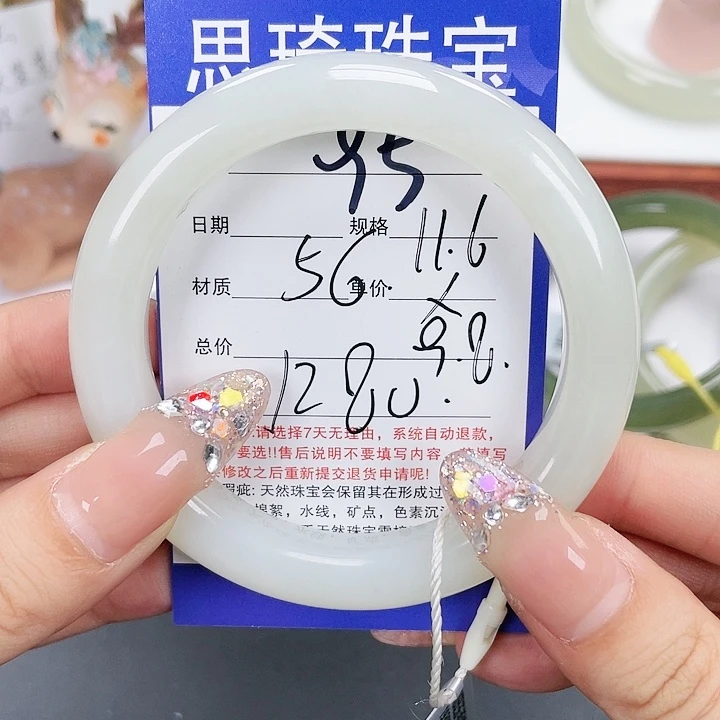 思琦珠宝
95
日期 规格 11.6
材质 56. 单价 /
总价 9.8.
1280.
请选择7天无理由，系统自动退款，
要选!!售后说明不要填写内容 填写
修改之后重新提交退货申请呢！
瑕疵: 天然珠宝会保留其在形成过
棉絮，水线，矿点，色素沉